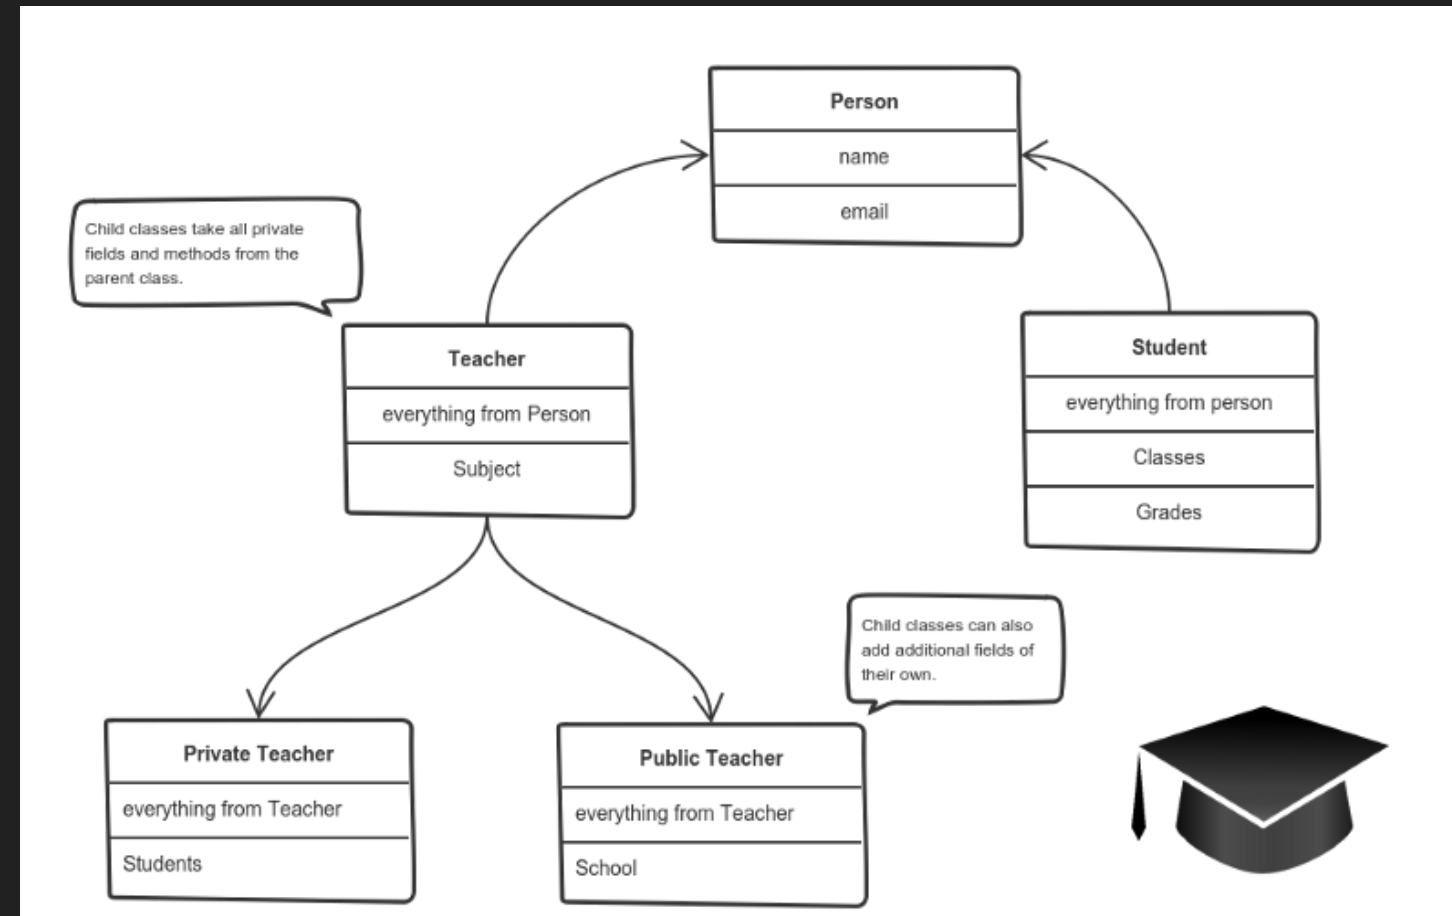 Person
name
email
Child classes take all private
fields and methods from the
parent class.
Teacher
everything from Person
Subject
Student
everything from person
Classes
Grades
Child classes can also
add additional fields of
their own.
Private Teacher
everything from Teacher
Students
Public Teacher
everything from Teacher
School